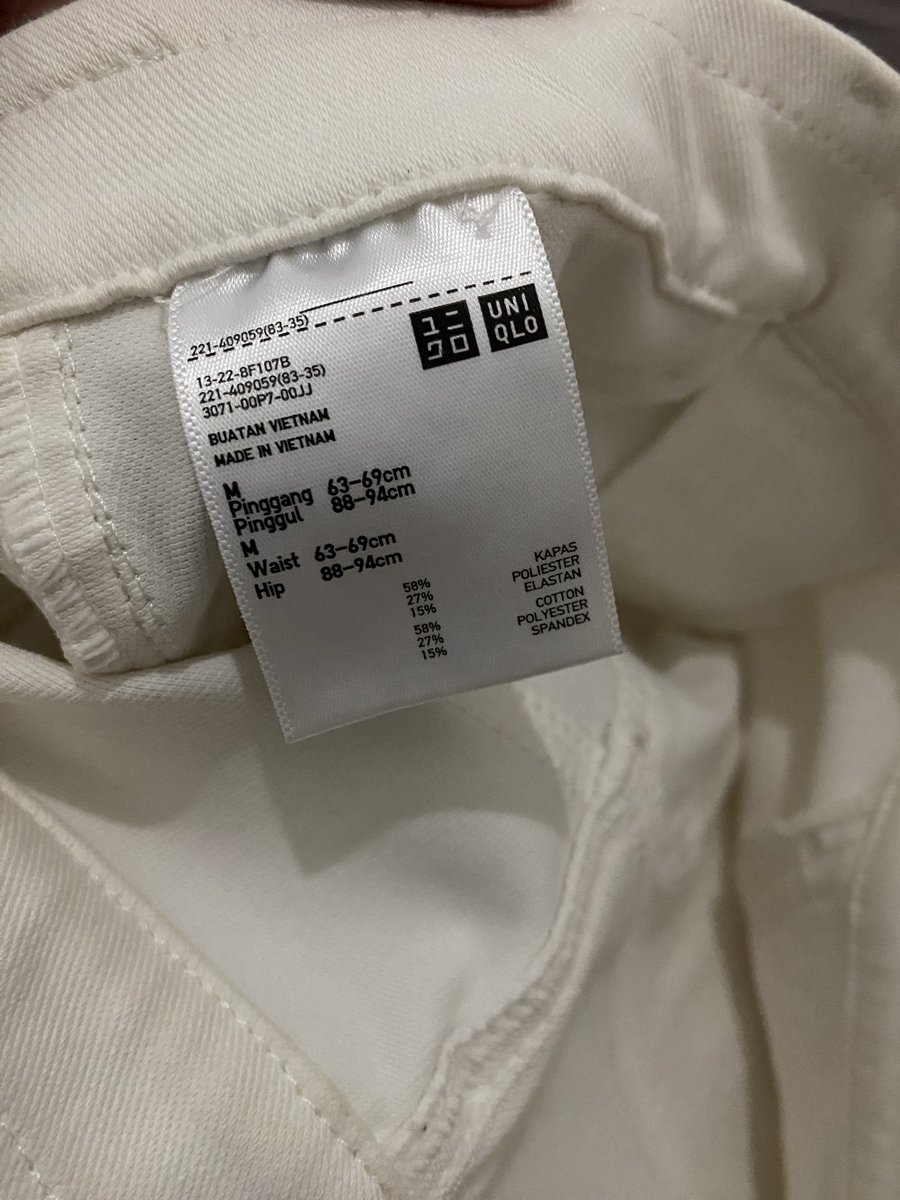 221-409059(83-35)
ユニ
クロ
UNI
QLO
13-22-8F107B
221-409059(83-35)
3071-00P7-00JJ
BUATAN VIETNAM
MADE IN VIETNAM
M
Pinggang 63-69cm
Pinggul 88-94cm
M
Waist 63-69cm
Hip 88-94cm
58% KAPAS
27% POLIESTER
15% ELASTAN
58% COTTON
27% POLYESTER
15% SPANDEX